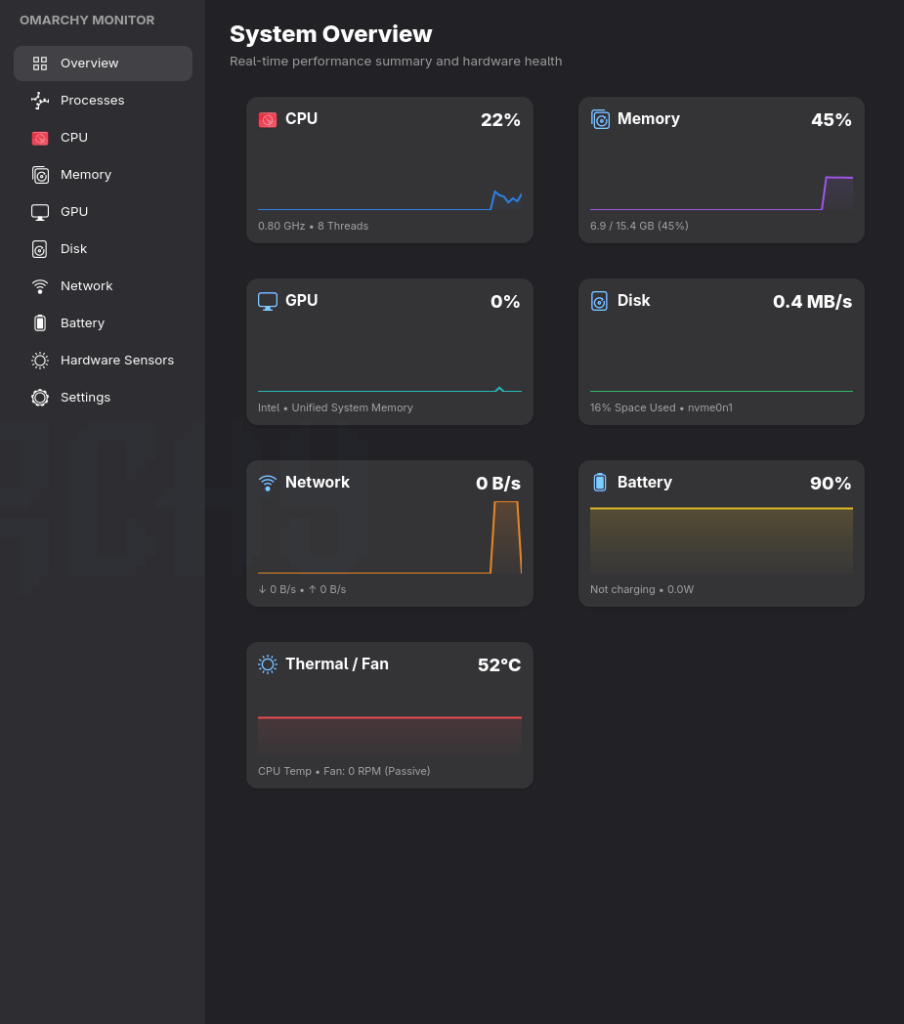 OMARCHY MONITOR
Overview
Processes
CPU
Memory
GPU
Disk
Network
Battery
Hardware Sensors
Settings
System Overview
Real-time performance summary and hardware health
CPU 22%
0.80 GHz • 8 Threads
Memory 45%
6.9 / 15.4 GB (45%)
GPU 0%
Intel • Unified System Memory
Disk 0.4 MB/s
16% Space Used • nvme0n1
Network 0 B/s
↓ 0 B/s • ↑ 0 B/s
Battery 90%
Not charging • 0.0W
Thermal / Fan 52°C
CPU Temp • Fan: 0 RPM (Passive)